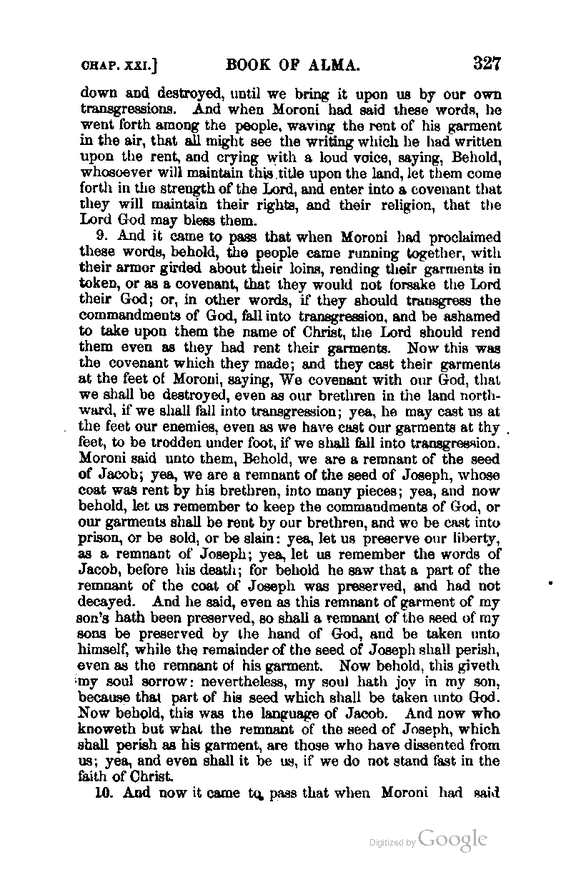 CHAP. XXI.] BOOK OF ALMA. 327
down and destroyed, until we bring it upon us by our own
transgressions. And when Moroni had said these words, he
went forth among the people, waving the rent of his garment
in the air, that all might see the writing which he had written
upon the rent, and crying with a loud voice, saying, Behold,
whosoever will maintain this title upon the land, let them come
forth in the strength of the Lord, and enter into a covenant that
they will maintain their rights, and their religion, that the
Lord God may bless them.
9. And it came to pass that when Moroni had proclaimed
these words, behold, the people came running together, with
their armor girded about their loins, rending their garments in
token, or as a covenant, that they would not forsake the Lord
their God; or, in other words, if they should transgress the
commandments of God, fall into transgression, and be ashamed
to take upon them the name of Christ, the Lord should rend
them even as they had rent their garments. Now this was
the covenant which they made; and they cast their garments
at the feet of Moroni, saying, We covenant with our God, that
we shall be destroyed, even as our brethren in the land north-
ward, if we shall fall into transgression; yea, he may cast us at
the feet our enemies, even as we have cast our garments at thy
feet, to be trodden under foot, if we shall fall into transgression.
Moroni said unto them, Behold, we are a remnant of the seed
of Jacob; yea, we are a remnant of the seed of Joseph, whose
coat was rent by his brethren, into many pieces; yea, and now
behold, let us remember to keep the commandments of God, or
our garments shall be rent by our brethren, and we be cast into
prison, or be sold, or be slain: yea, let us preserve our liberty,
as a remnant of Joseph; yea, let us remember the words of
Jacob, before his death; for behold he saw that a part of the
remnant of the coat of Joseph was preserved, and had not
decayed. And he said, even as this remnant of garment of my
son's hath been preserved, so shall a remnant of the seed of my
sons be preserved by the hand of God, and be taken unto
himself, while the remainder of the seed of Joseph shall perish,
even as the remnant of his garment. Now behold, this giveth
my soul sorrow: nevertheless, my soul hath joy in my son,
because that part of his seed which shall be taken unto God.
Now behold, this was the language of Jacob. And now who
knoweth but what the remnant of the seed of Joseph, which
shall perish as his garment, are those who have dissented from
us; yea, and even shall it be us, if we do not stand fast in the
faith of Christ.
10. And now it came to pass that when Moroni had said
Digitized by Google